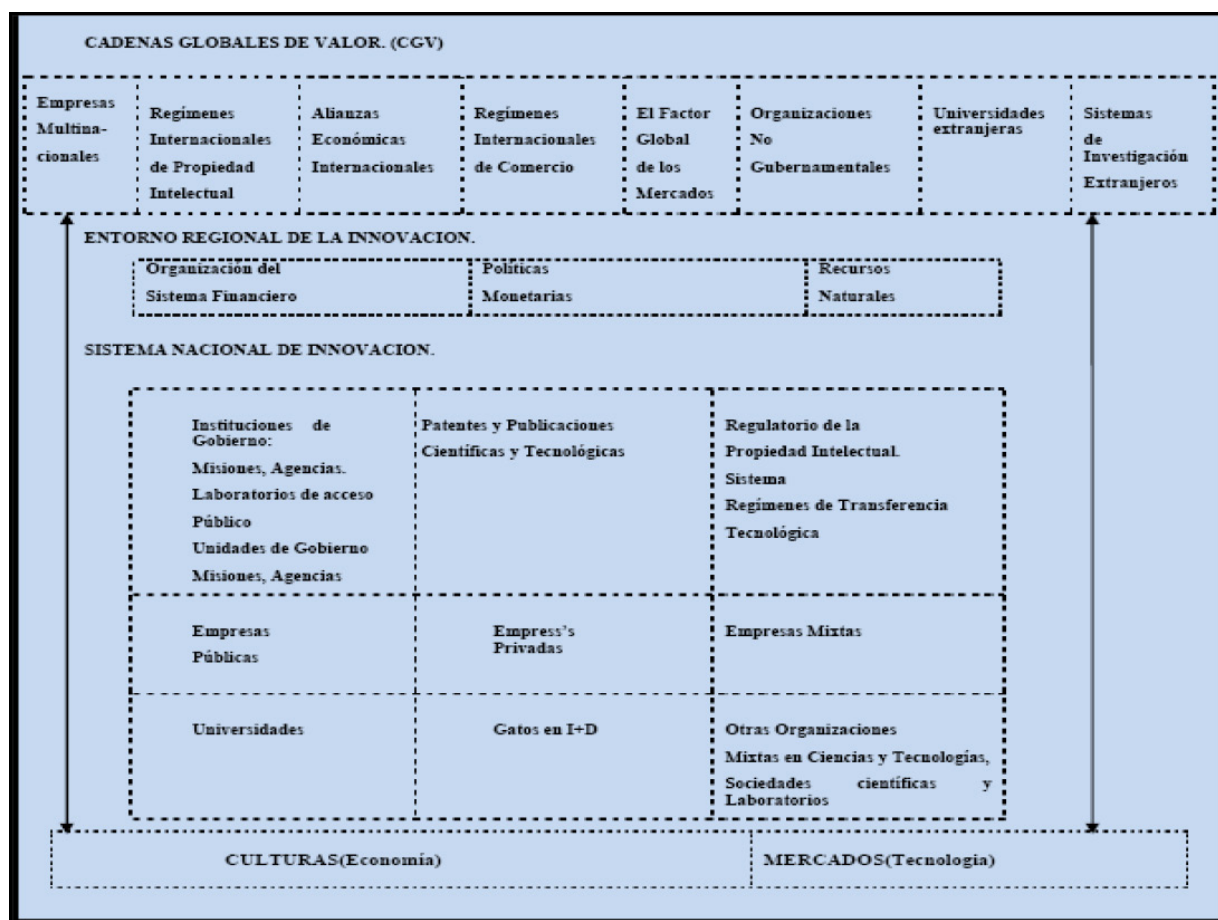 CADENAS GLOBALES DE VALOR. (CGV)
Empresas
Multina-
cionales
Regímenes
Internacionales
de Propiedad
Intelectual
Alianzas
Económicas
Internacionales
Regímenes
Internacionales
de Comercio
El Factor
Global
de los
Mercados
Organizaciones
No
Gubernamentales
Universidades
extranjeras
Sistemas
de
Investigación
Extranjeros
ENTORNO REGIONAL DE LA INNOVACION.
Organización del
Sistema Financiero
Políticas
Monetarias
Recursos
Naturales
SISTEMA NACIONAL DE INNOVACION.
Instituciones de
Gobierno:
Misiones, Agencias.
Laboratorios de acceso
Público
Unidades de Gobierno
Misiones, Agencias
Patentes y Publicaciones
Científicas y Tecnológicas
Regulatorio de la
Propiedad Intelectual.
Sistema
Regímenes de Transferencia
Tecnológica
Empresas
Públicas
Empress's
Privadas
Empresas Mixtas
Universidades
Gatos en I+D
Otras Organizaciones
Mixtas en Ciencias y Tecnologías,
Sociedades científicas y
Laboratorios
CULTURAS(Economía)
MERCADOS(Tecnologia)